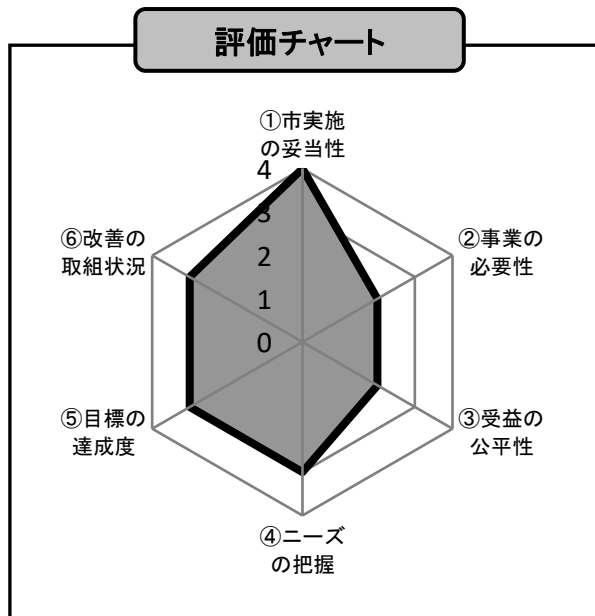 評価チャート
①市実施
の妥当性
4
3
2
1
0
②事業の
必要性
③受益の
公平性
④ニーズ
の把握
⑤目標の
達成度
⑥改善の
取組状況